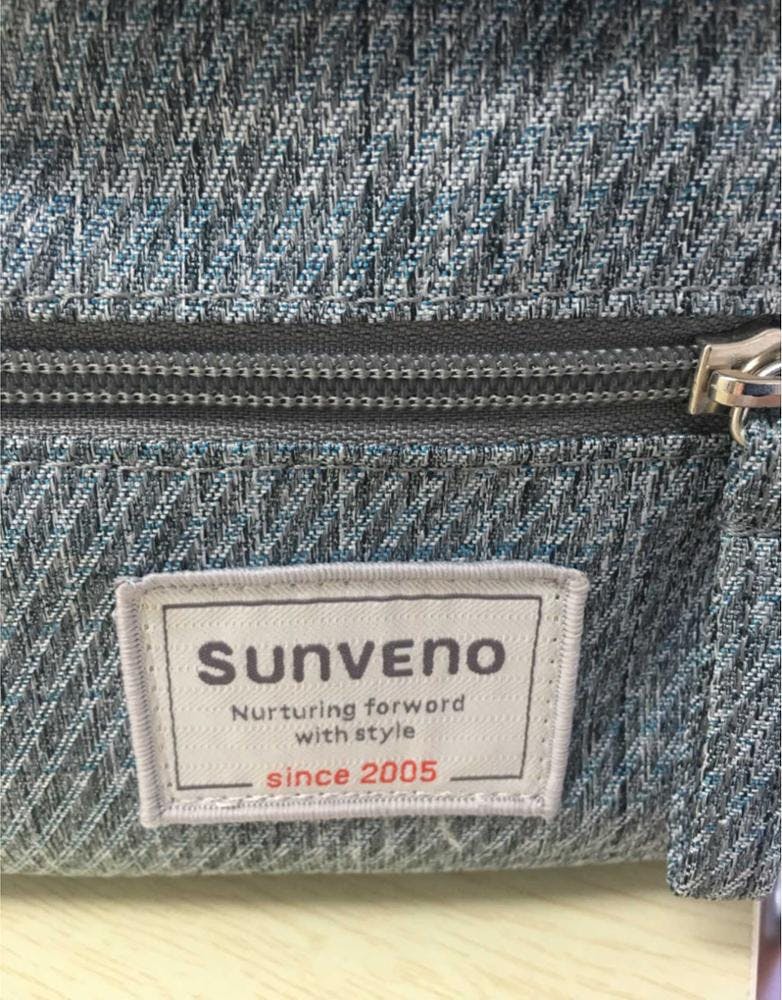 SUNVENO
Nurturing forword
with style
since 2005